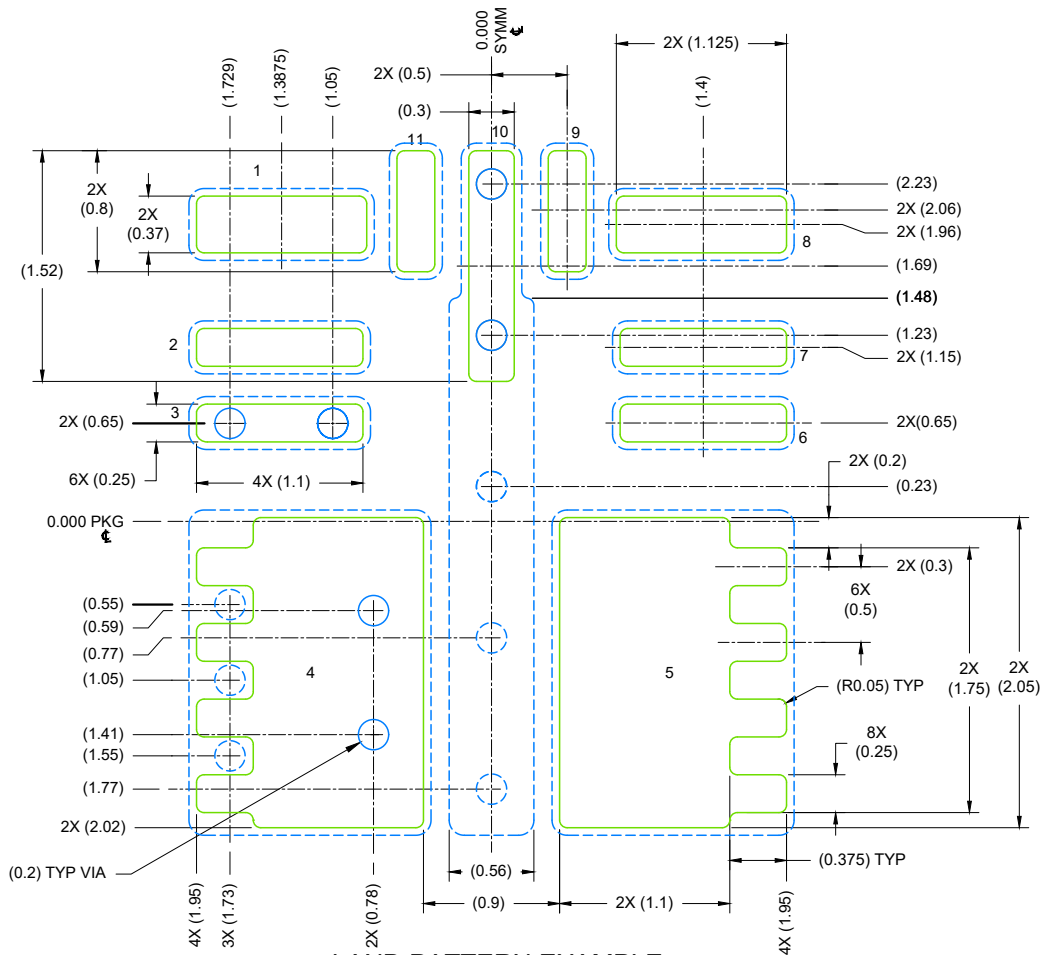 0.000
SYMM
℄
2X (1.125)
2X (0.5)
(1.729)
(1.3875)
(1.05)
(1.4)
(0.3)
11
10
9
1
2X
(0.8)
2X
(0.37)
(1.52)
(2.23)
2X (2.06)
2X (1.96)
8
(1.69)
(1.48)
2
(1.23)
7
2X (1.15)
3
2X (0.65)
2X(0.65)
6
6X (0.25)
4X (1.1)
2X (0.2)
(0.23)
0.000 PKG
℄
2X (0.3)
6X
(0.5)
(0.55)
(0.59)
(0.77)
4
5
2X
(1.75)
2X
(2.05)
(1.05)
(R0.05) TYP
(1.41)
(1.55)
8X
(0.25)
(1.77)
2X (2.02)
(0.2) TYP VIA
(0.56)
(0.375) TYP
(0.9)
2X (1.1)
4X (1.95)
3X (1.73)
2X (0.78)
4X (1.95)
LAND PATTERN EXAMPLE